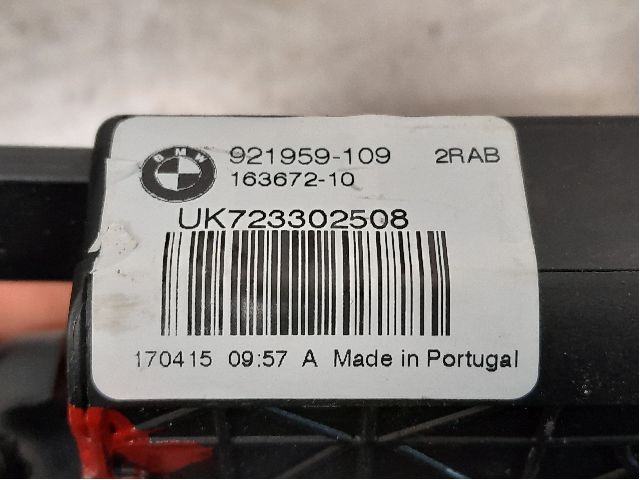 BMW 921959-109 2RAB
163672-10
UK723302508
170415 09:57 A Made in Portugal